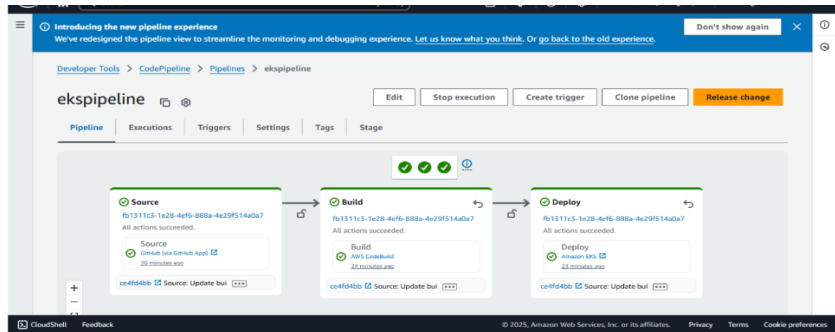 Introducing the new pipeline experience
We've redesigned the pipeline view to streamline the monitoring and debugging experience. Let us know what you think. Or go back to the old experience.
Don't show again
Developer Tools > CodePipeline > Pipelines > ekspipeline
ekspipeline
Edit
Stop execution
Create trigger
Clone pipeline
Release change
Pipeline
Executions
Triggers
Settings
Tags
Stage
Source
fb1311c3-1e28-4ef6-888a-4e29f514a0a7
All actions succeeded.
Source
GitHub (via GitHub App)
26 minutes ago
ce4fd4bb Source: Update bui
Build
fb1311c3-1e28-4ef6-888a-4e29f514a0a7
All actions succeeded.
Build
AWS CodeBuild
24 minutes ago
ce4fd4bb Source: Update bui
Deploy
fb1311c3-1e28-4ef6-888a-4e29f514a0a7
All actions succeeded.
Deploy
Amazon EKS
23 minutes ago
ce4fd4bb Source: Update bui
CloudShell
Feedback
© 2025, Amazon Web Services, Inc. or its affiliates.
Privacy
Terms
Cookie preferences